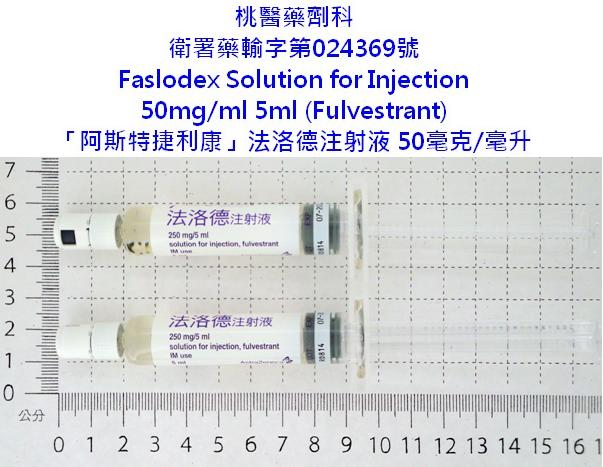 桃醫藥劑科
衛署藥輸字第024369號
Faslodex Solution for Injection
50mg/ml 5ml (Fulvestrant)
「阿斯特捷利康」法洛德注射液 50毫克/毫升
7
6
5
4
3
2
1
0
公分
法洛德注射液
250 mg/5 ml
solution for injection, fulvestrant
IM use
法洛德注射液
250 mg/5 ml
solution for injection, fulvestrant
IM use
5 ml
0 1 2 3 4 5 6 7 8 9 10 11 12 13 14 15 16 1